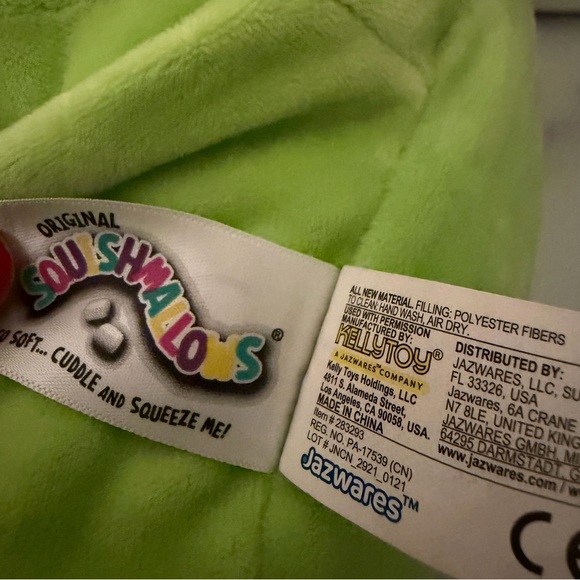 ORIGINAL
SQUISHMALLOWS®
SOFT... CUDDLE AND SQUEEZE ME!
ALL NEW MATERIAL. FILLING: POLYESTER FIBERS
TO CLEAN: HAND WASH, AIR DRY.
USED WITH PERMISSION
MANUFACTURED BY:
KELLYTOY®
A JAZWARES® COMPANY
Kelly Toys Holdings, LLC
4811 S. Alameda Street,
Los Angeles, CA 90058, USA.
MADE IN CHINA
Item # 283293
REG. NO. PA-17539 (CN)
LOT # JNCN_2921_0121
Jazwares™
DISTRIBUTED BY:
JAZWARES, LLC, SU
FL 33326, USA
Jazwares, 6A CRANE
N7 8LE, UNITED KING
JAZWARES GMBH, MI
64295 DARMSTADT, G
www.jazwares.com / w
CE